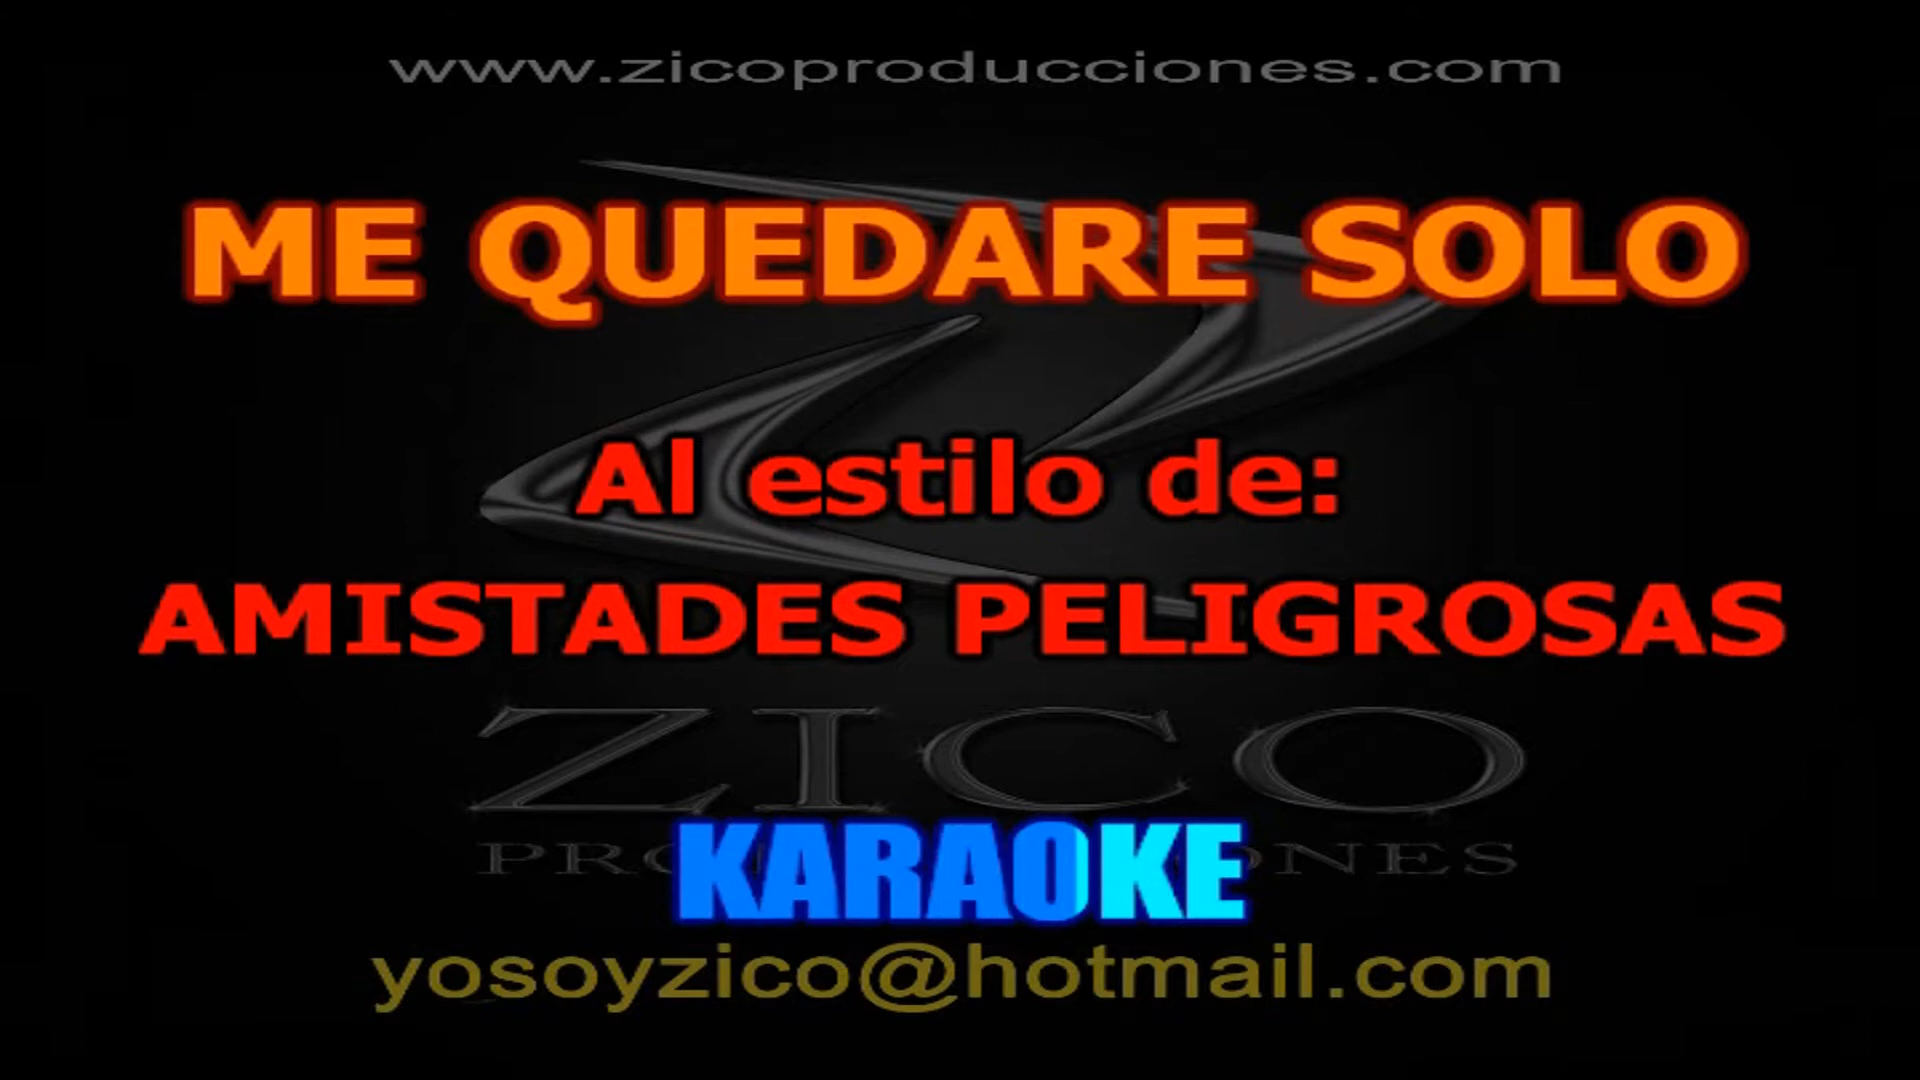 www.zicoproducciones.com
ME QUEDARE SOLO
Al estilo de:
AMISTADES PELIGROSAS
ZICO
KARAOKE
yosoyzico@hotmail.com